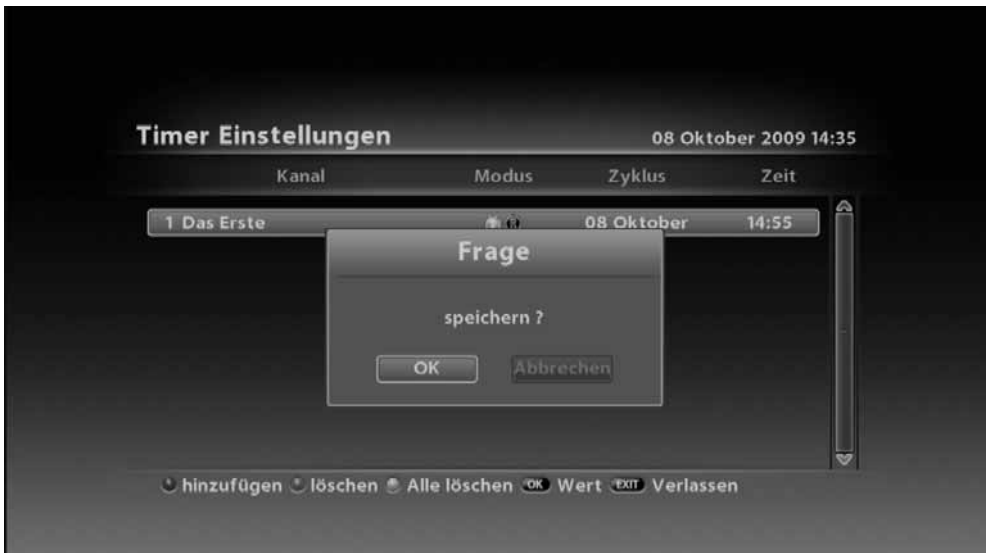 Timer Einstellungen 08 Oktober 2009 14:35
Kanal Modus Zyklus Zeit
1 Das Erste 08 Oktober 14:55
Frage
speichern ?
OK Abbrechen
hinzufügen löschen Alle löschen OK Wert EXIT Verlassen